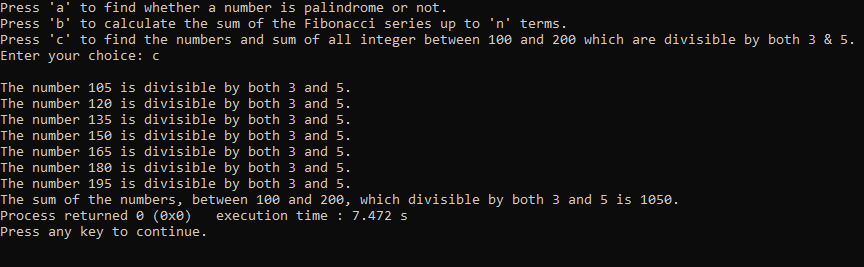 Press 'a' to find whether a number is palindrome or not.
Press 'b' to calculate the sum of the Fibonacci series up to 'n' terms.
Press 'c' to find the numbers and sum of all integer between 100 and 200 which are divisible by both 3 & 5.
Enter your choice: c

The number 105 is divisible by both 3 and 5.
The number 120 is divisible by both 3 and 5.
The number 135 is divisible by both 3 and 5.
The number 150 is divisible by both 3 and 5.
The number 165 is divisible by both 3 and 5.
The number 180 is divisible by both 3 and 5.
The number 195 is divisible by both 3 and 5.
The sum of the numbers, between 100 and 200, which divisible by both 3 and 5 is 1050.
Process returned 0 (0x0)   execution time : 7.472 s
Press any key to continue.